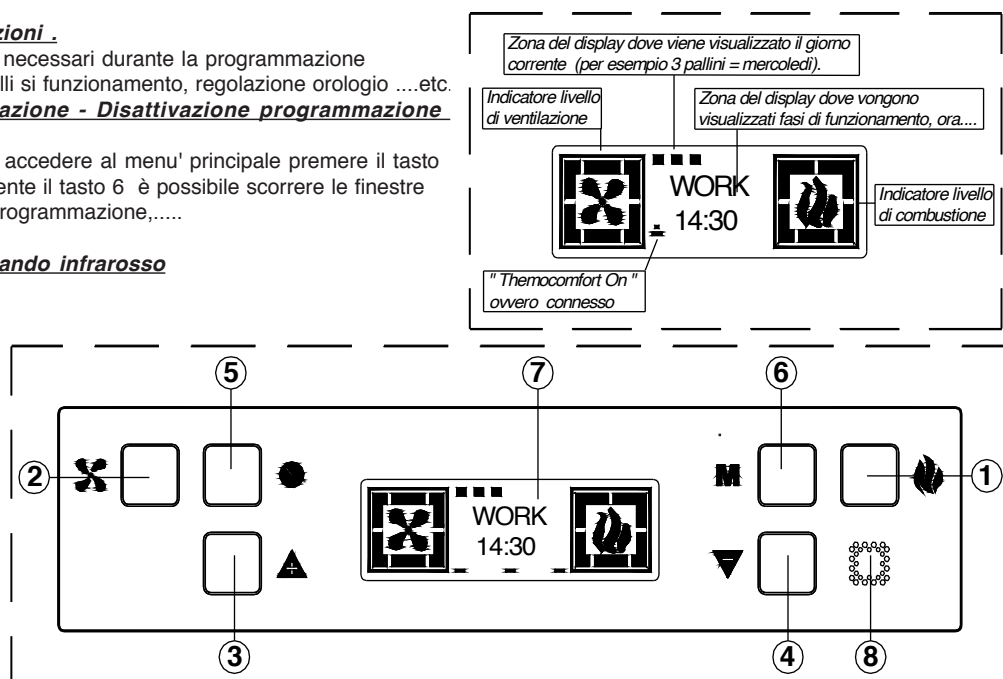 zioni .
necessari durante la programmazione
lli si funzionamento, regolazione orologio ....etc.
azione - Disattivazione programmazione
accedere al menu' principale premere il tasto
ente il tasto 6 è possibile scorrere le finestre
rogrammazione,.....
ando infrarosso
Zona del display dove viene visualizzato il giorno
corrente (per esempio 3 pallini = mercoledì).
Indicatore livello
di ventilazione
Zona del display dove vongono
visualizzati fasi di funzionamento, ora....
WORK
14:30
Indicatore livello
di combustione
" Themocomfort On "
ovvero connesso
5
7
6
2
M
1
WORK
14:30
3
4
8